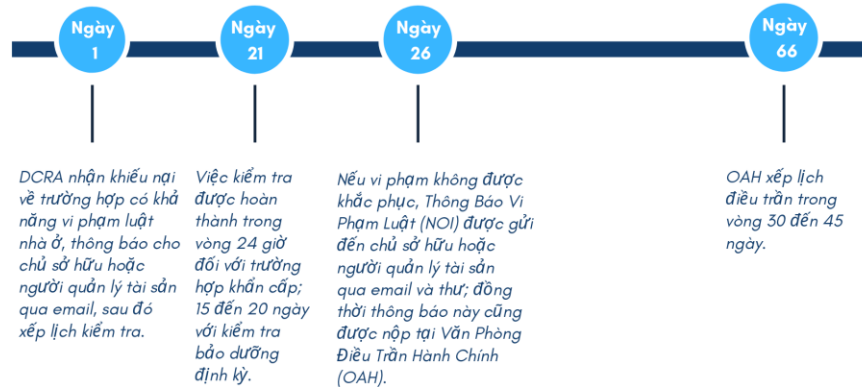 Ngày
1
Ngày
21
Ngày
26
Ngày
66
DCRA nhận khiếu nại
về trường hợp có khả
năng vi phạm luật
nhà ở, thông báo cho
chủ sở hữu hoặc
người quản lý tài sản
qua email, sau đó
xếp lịch kiểm tra.
Việc kiểm tra
được hoàn
thành trong
vòng 24 giờ
đối với trường
hợp khẩn cấp;
15 đến 20 ngày
với kiểm tra
bảo dưỡng
định kỳ.
Nếu vi phạm không được
khắc phục, Thông Báo Vi
Phạm Luật (NOI) được gửi
đến chủ sở hữu hoặc
người quản lý tài sản
qua email và thư; đồng
thời thông báo này cũng
được nộp tại Văn Phòng
Điều Trần Hành Chính
(OAH).
OAH xếp lịch
điều trần trong
vòng 30 đến 45
ngày.